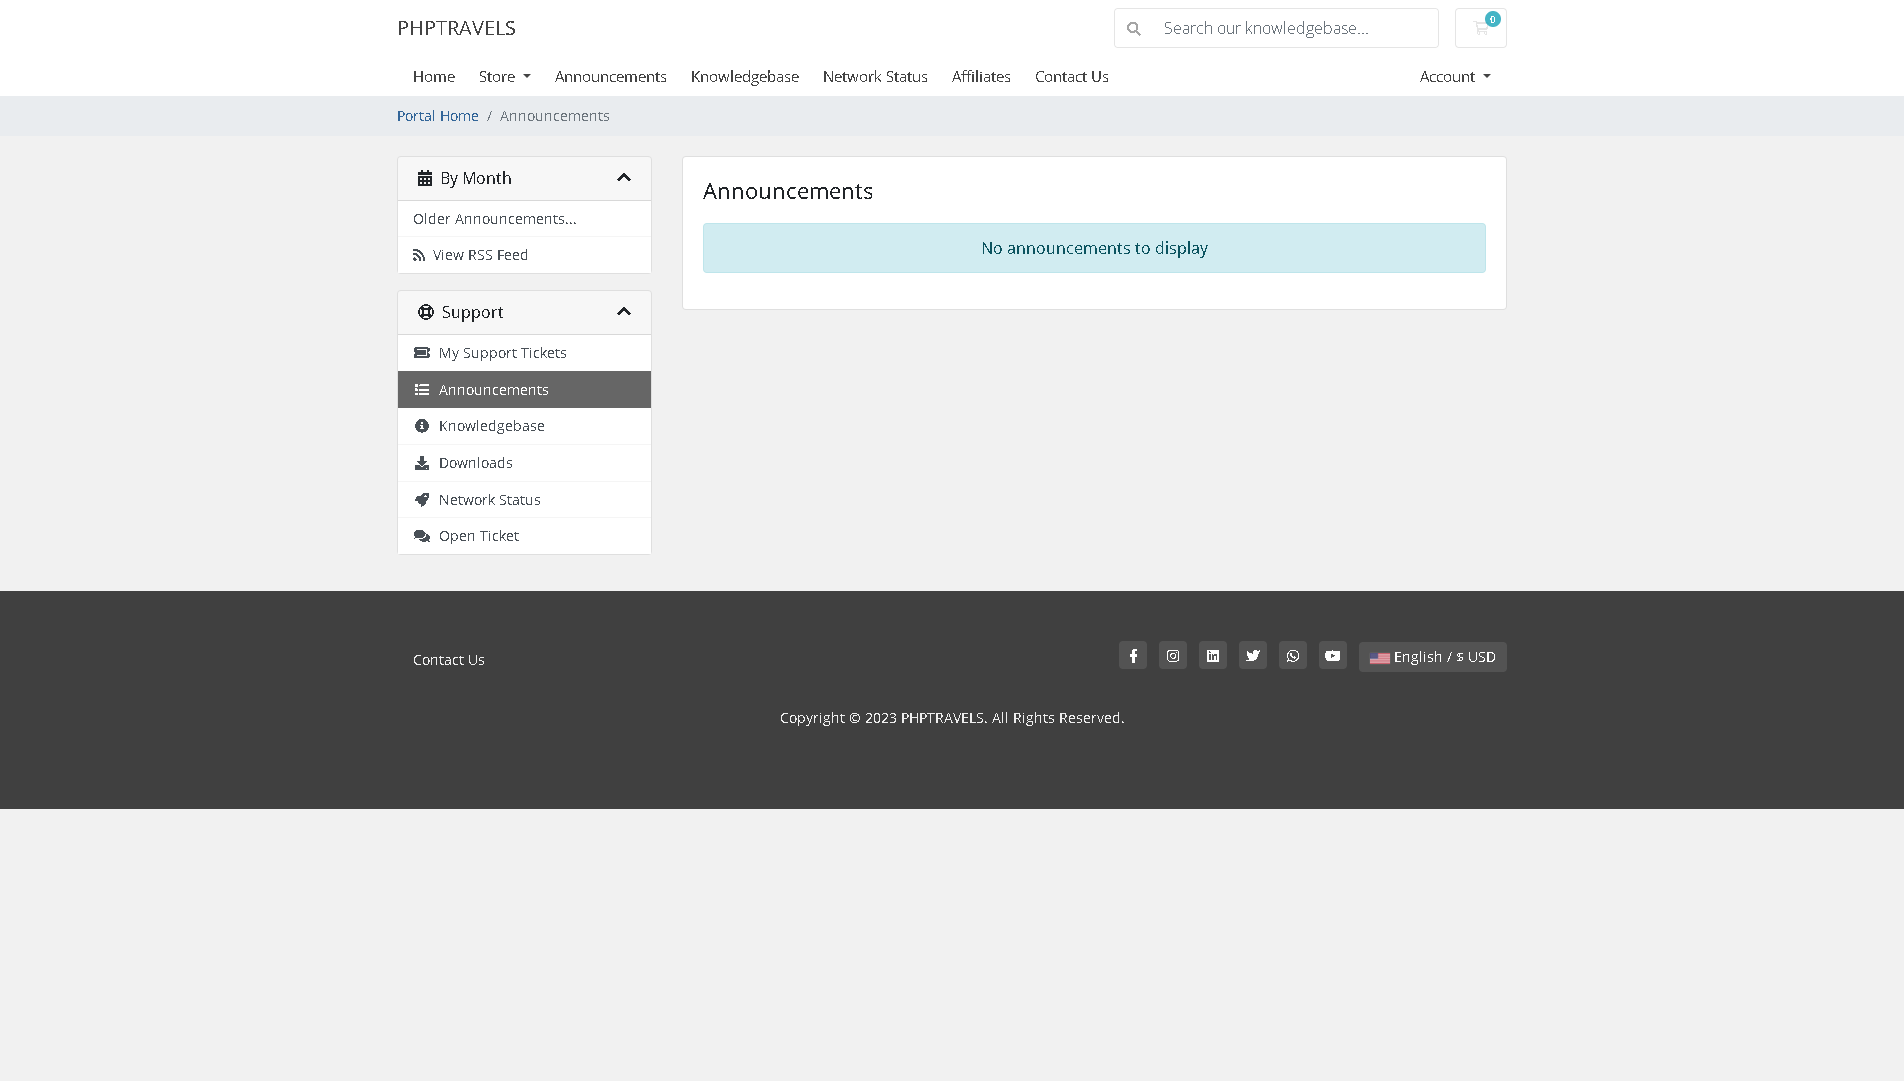 PHPTRAVELS
Search our knowledgebase...
0
Home
Store
Announcements
Knowledgebase
Network Status
Affiliates
Contact Us
Account
Portal Home / Announcements
By Month
Older Announcements...
View RSS Feed
Support
My Support Tickets
Announcements
Knowledgebase
Downloads
Network Status
Open Ticket
Announcements
No announcements to display
Contact Us
English / $ USD
Copyright © 2023 PHPTRAVELS. All Rights Reserved.